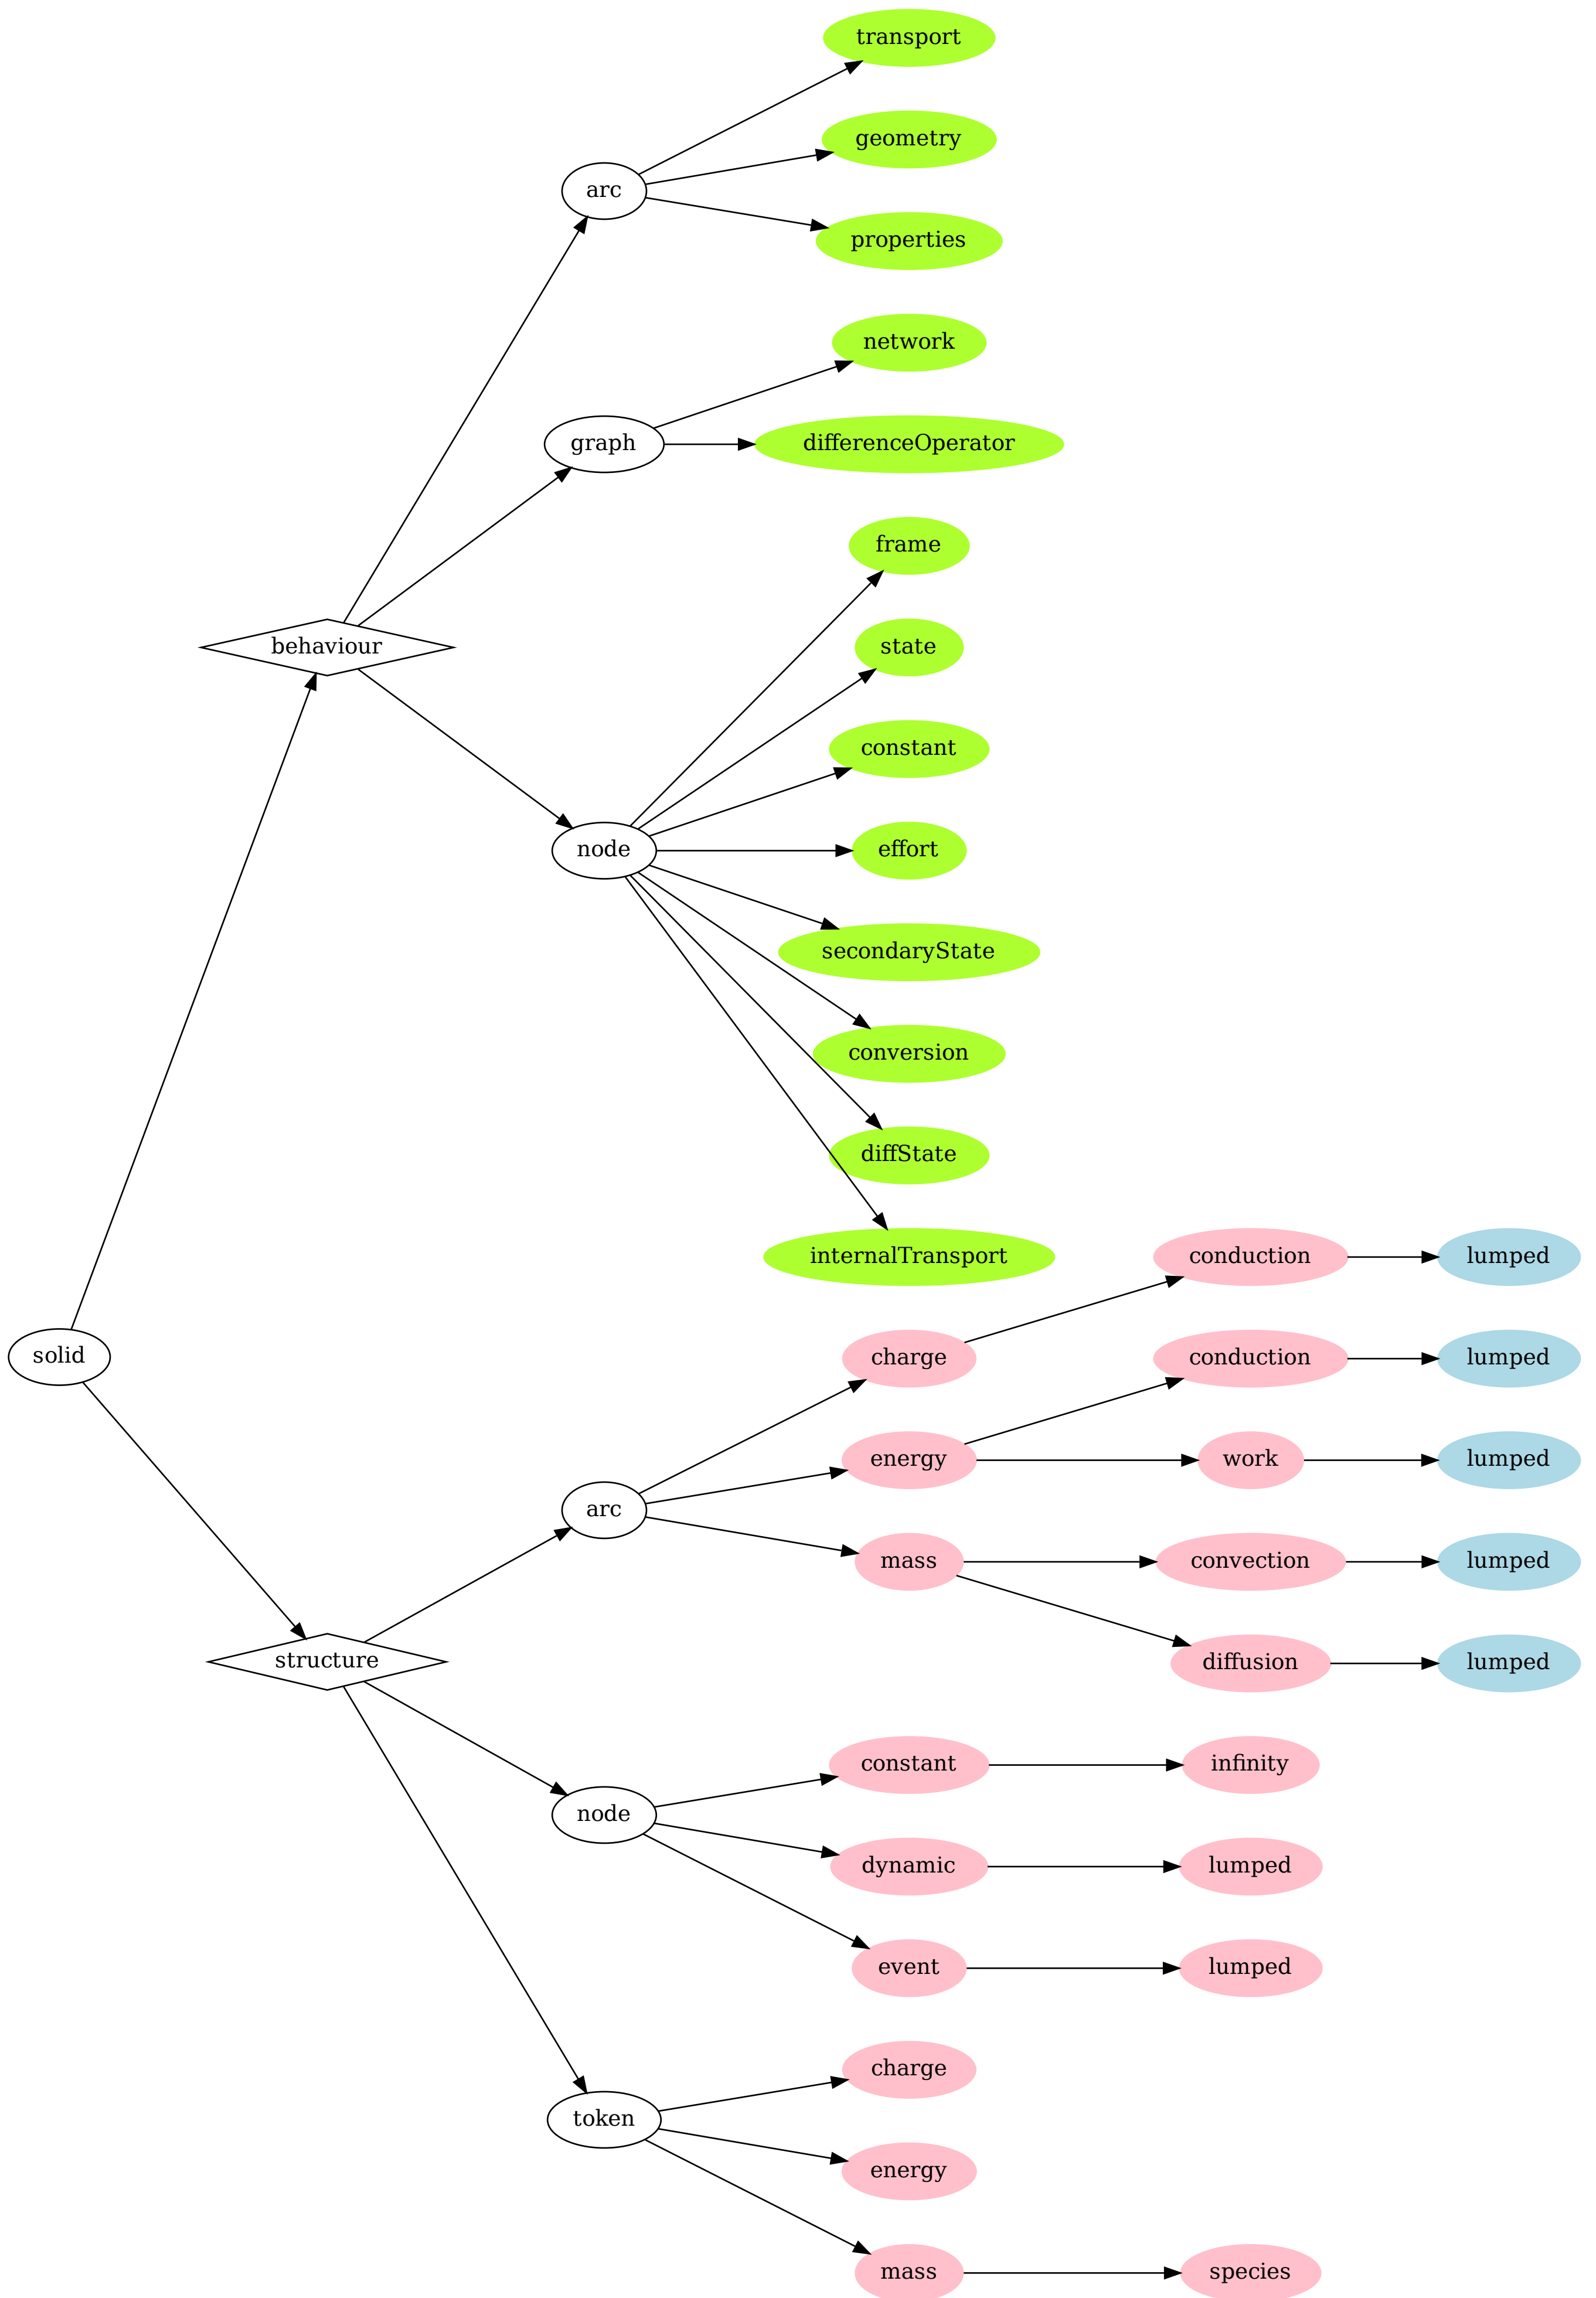 transport
geometry
arc
properties
network
graph
differenceOperator
frame
behaviour
state
constant
node
effort
secondaryState
conversion
diffState
internalTransport
conduction
lumped
solid
charge
conduction
lumped
energy
work
lumped
arc
mass
convection
lumped
structure
diffusion
lumped
constant
infinity
node
dynamic
lumped
event
lumped
charge
token
energy
mass
species